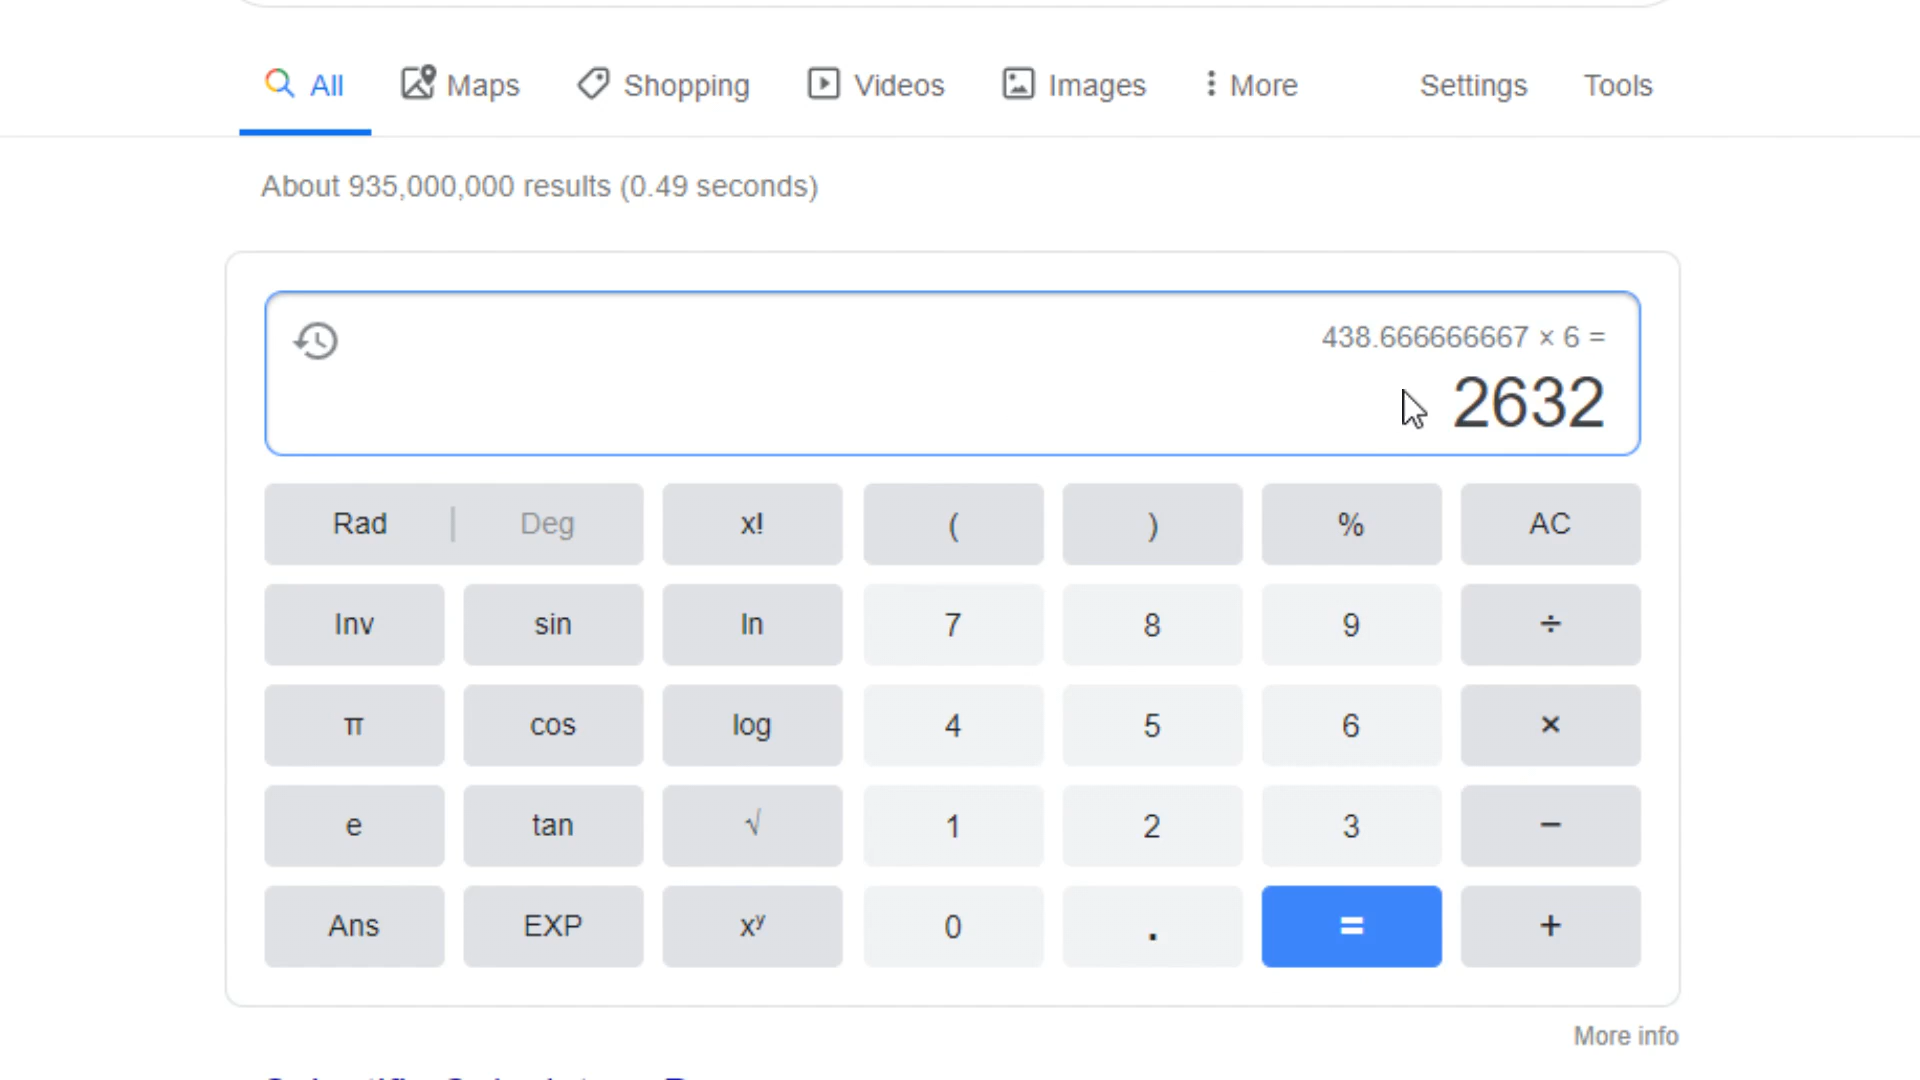 All Maps Shopping Videos Images More Settings Tools
About 935,000,000 results (0.49 seconds)
438.666666667 × 6 =
2632
Rad | Deg x! ( ) % AC
Inv sin ln 7 8 9 ÷
π cos log 4 5 6 ×
e tan √ 1 2 3 −
Ans EXP xʸ 0 . = +
More info